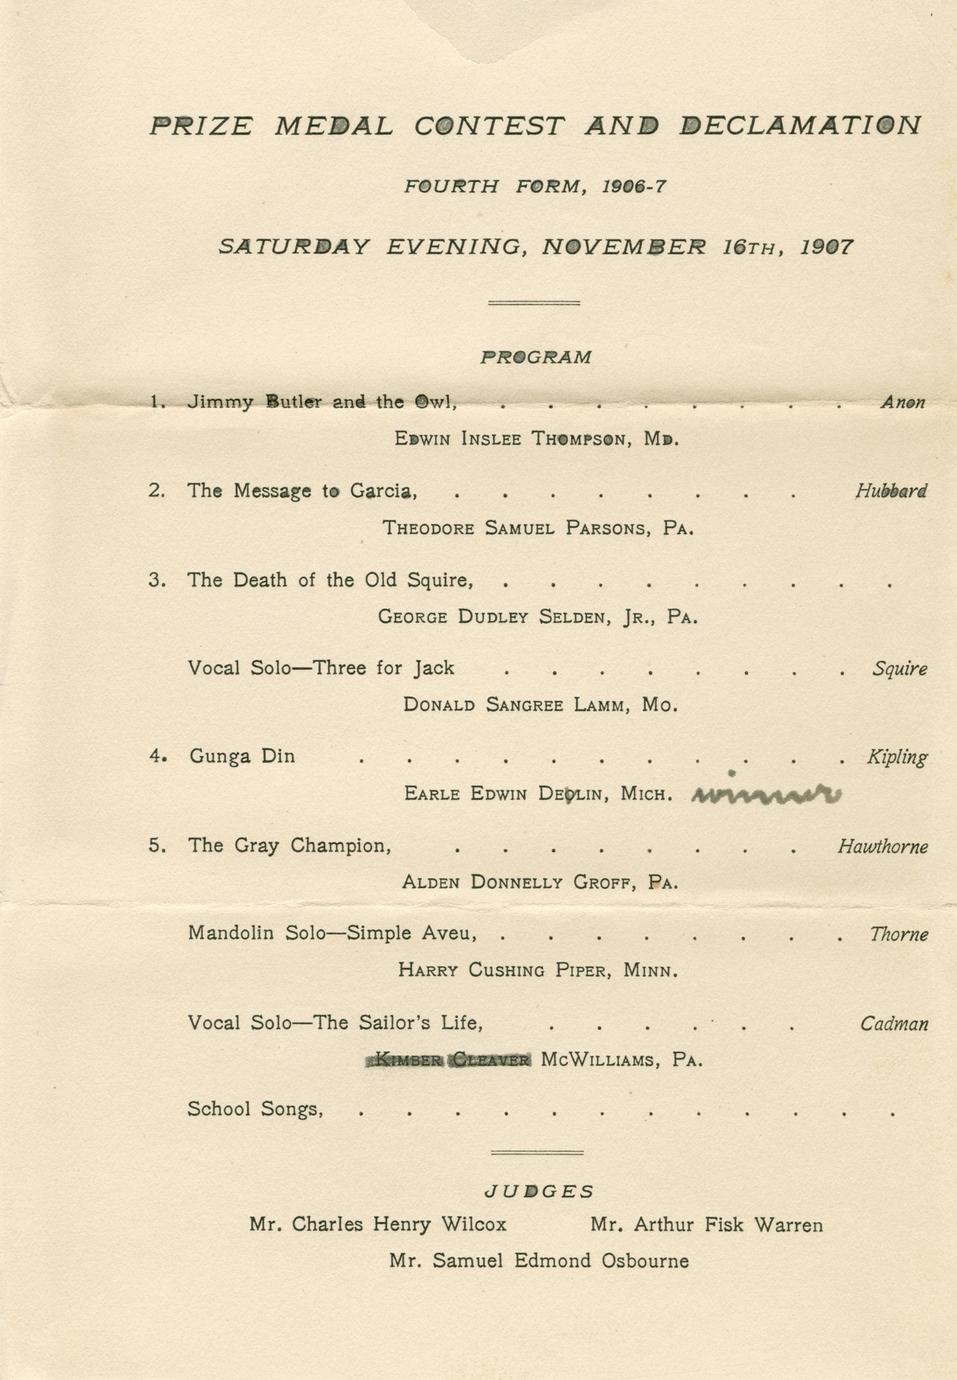 PRIZE MEDAL CONTEST AND DECLAMATION
FOURTH FORM, 1906-7
SATURDAY EVENING, NOVEMBER 16TH, 1907
PROGRAM
1. Jimmy Butler and the Owl, . . . . . . . . Anon
EDWIN INSLEE THOMPSON, MD.
2. The Message to Garcia, . . . . . . . . Hubbard
THEODORE SAMUEL PARSONS, PA.
3. The Death of the Old Squire, . . . . . . . . .
GEORGE DUDLEY SELDEN, JR., PA.
Vocal Solo—Three for Jack . . . . . . . . Squire
DONALD SANGREE LAMM, MO.
4. Gunga Din . . . . . . . . . . . Kipling
EARLE EDWIN DEVLIN, MICH. winner
5. The Gray Champion, . . . . . . . . Hawthorne
ALDEN DONNELLY GROFF, PA.
Mandolin Solo—Simple Aveu, . . . . . . . . Thorne
HARRY CUSHING PIPER, MINN.
Vocal Solo—The Sailor's Life, . . . . . . Cadman
KIMBER CLEAVER MCWILLIAMS, PA.
School Songs, . . . . . . . . . . . .
JUDGES
Mr. Charles Henry Wilcox Mr. Arthur Fisk Warren
Mr. Samuel Edmond Osbourne